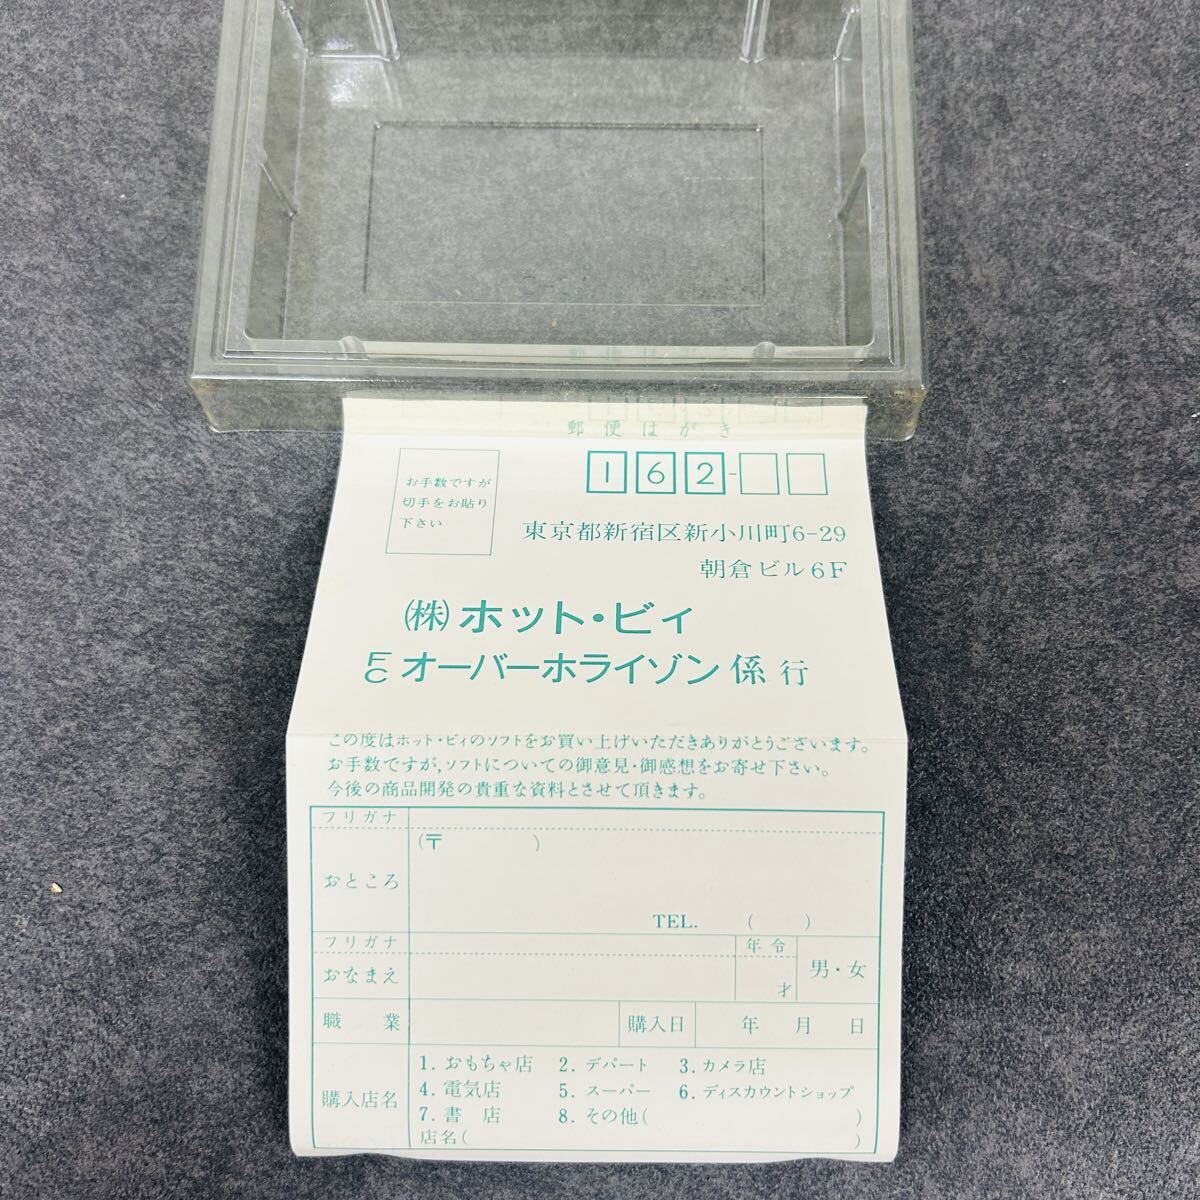 郵便はがき
お手数ですが
切手をお貼り
下さい
162-
東京都新宿区新小川町6-29
朝倉ビル6F
(株)ホット・ビィ
FC オーバーホライゾン係 行
この度はホット・ビィのソフトをお買い上げいただきありがとうございます。
お手数ですが、ソフトについての御意見・御感想をお寄せ下さい。
今後の商品開発の貴重な資料とさせて頂きます。
フリガナ
おところ
(〒 )
TEL. ( )
フリガナ
おなまえ
年令
才
男・女
職業
購入日 年 月 日
購入店名
1. おもちゃ店 2. デパート 3. カメラ店
4. 電気店 5. スーパー 6. ディスカウントショップ
7. 書店 8. その他( )
店名( )